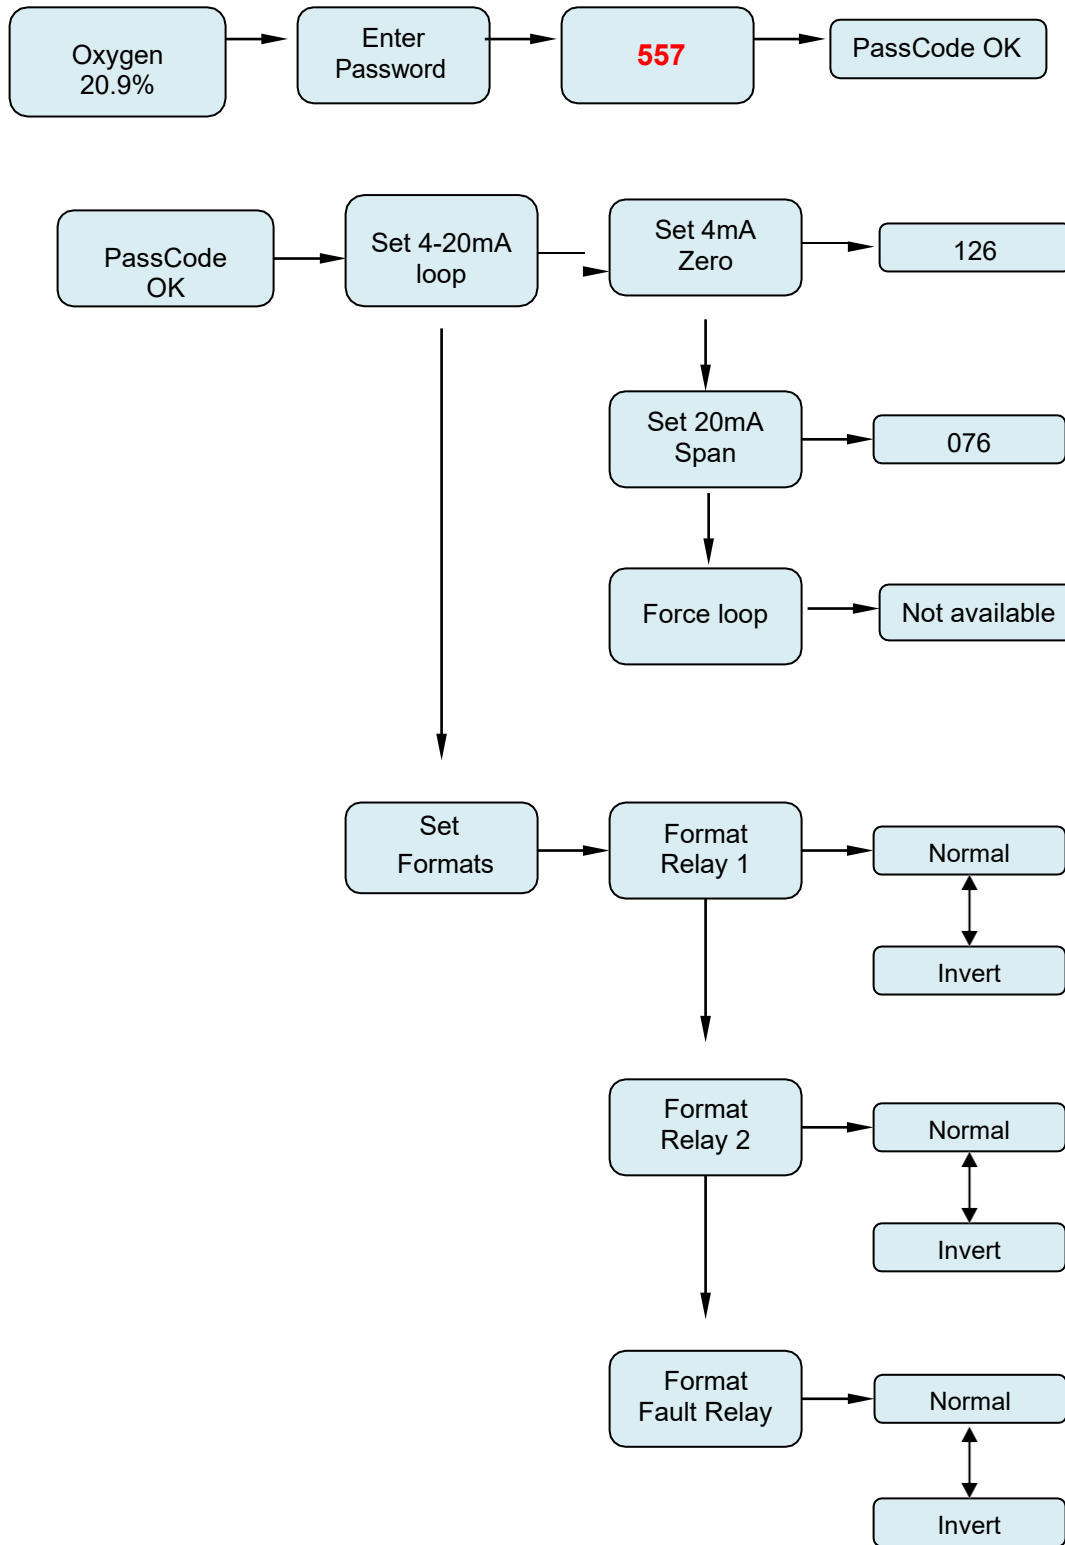 Oxygen
20.9%
Enter
Password
557
PassCode OK
PassCode
OK
Set 4-20mA
loop
Set 4mA
Zero
126
Set 20mA
Span
076
Force loop
Not available
Set
Formats
Format
Relay 1
Normal
Invert
Format
Relay 2
Normal
Invert
Format
Fault Relay
Normal
Invert